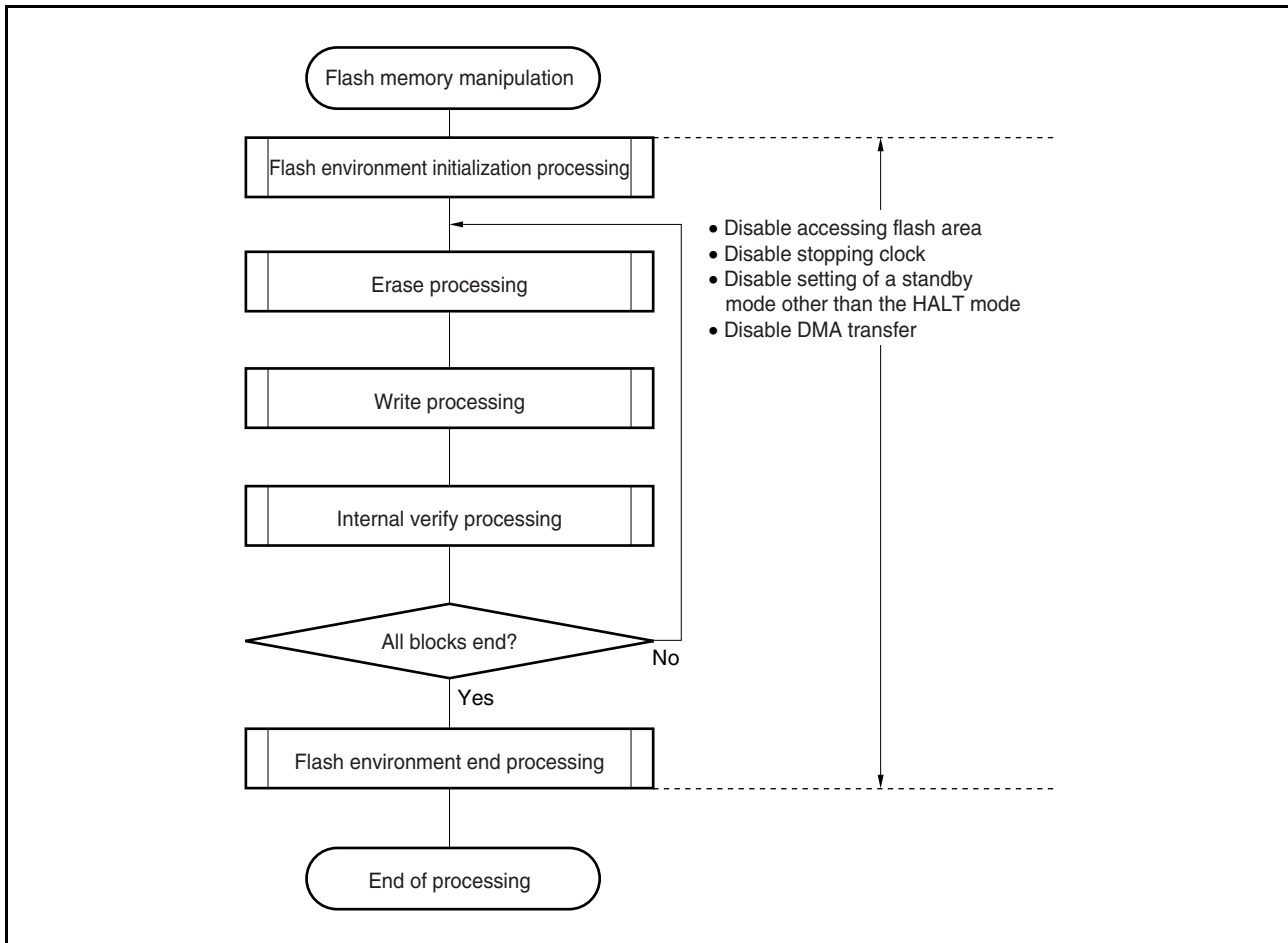 Flash memory manipulation
Flash environment initialization processing
● Disable accessing flash area
● Disable stopping clock
● Disable setting of a standby
mode other than the HALT mode
● Disable DMA transfer
Erase processing
Write processing
Internal verify processing
All blocks end?
No
Yes
Flash environment end processing
End of processing